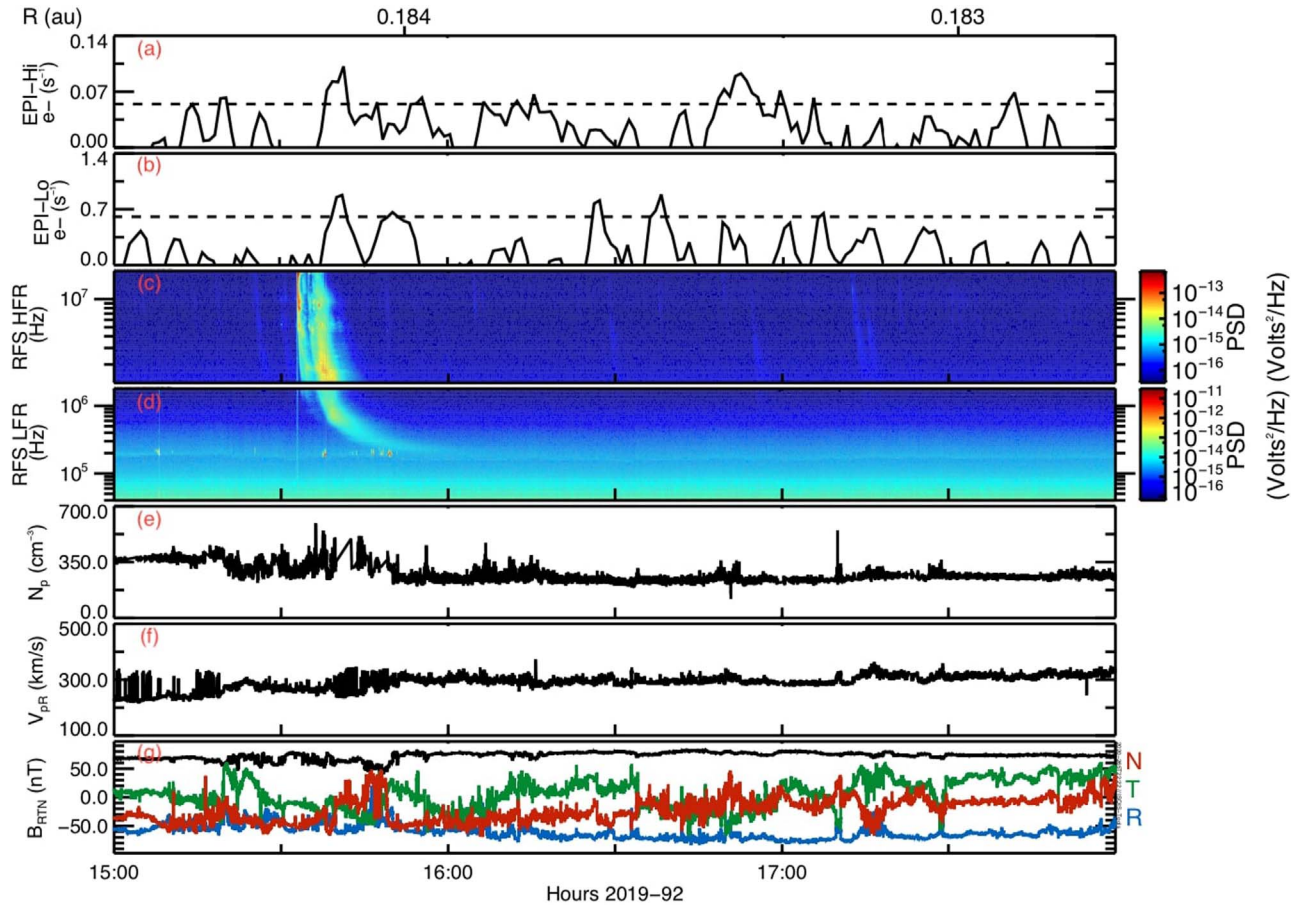 R (au)
0.184
0.183
(a)
0.14
0.07
0.00
EPI−Hi
e− (s⁻¹)
(b)
1.4
0.7
0.0
EPI−Lo
e− (s⁻¹)
(c)
10⁷
RFS HFR
(Hz)
10⁻¹³
10⁻¹⁴
10⁻¹⁵
10⁻¹⁶
PSD
(Volts²/Hz)
(d)
10⁶
10⁵
RFS LFR
(Hz)
10⁻¹¹
10⁻¹²
10⁻¹³
10⁻¹⁴
10⁻¹⁵
10⁻¹⁶
PSD
(Volts²/Hz)
(e)
700.0
350.0
0.0
Nₚ (cm⁻³)
(f)
500.0
300.0
100.0
VₚR (km/s)
(g)
50.0
0.0
−50.0
B_RTN (nT)
N
T
R
15:00
16:00
17:00
Hours 2019−92